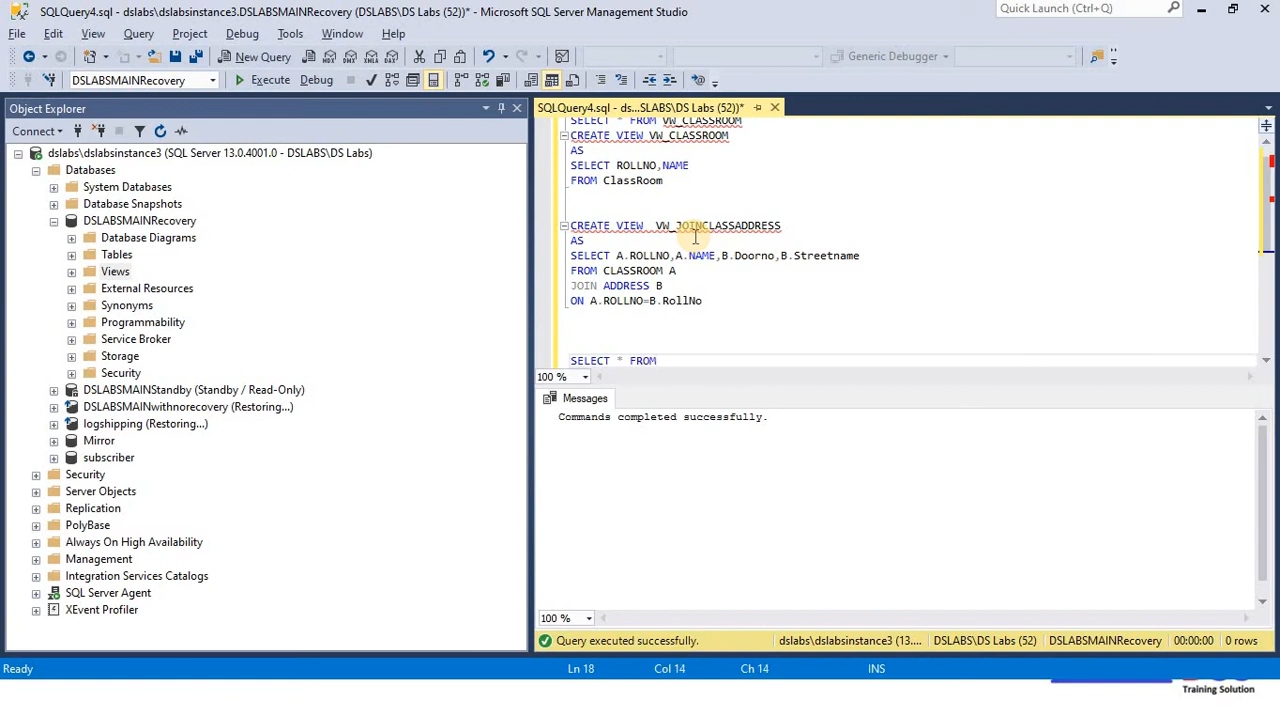 SQLQuery4.sql - dslabs\dslabsinstance3.DSLABSMAINRecovery (DSLABS\DS Labs (52))* - Microsoft SQL Server Management Studio
Quick Launch (Ctrl+Q)
File Edit View Query Project Debug Tools Window Help
New Query
Generic Debugger
DSLABSMAINRecovery
Execute Debug
Object Explorer
SQLQuery4.sql - ds...SLABS\DS Labs (52))*
Connect
dslabs\dslabsinstance3 (SQL Server 13.0.4001.0 - DSLABS\DS Labs)
Databases
System Databases
Database Snapshots
DSLABSMAINRecovery
Database Diagrams
Tables
Views
External Resources
Synonyms
Programmability
Service Broker
Storage
Security
DSLABSMAINStandby (Standby / Read-Only)
DSLABSMAINwithnorecovery (Restoring...)
logshipping (Restoring...)
Mirror
subscriber
Security
Server Objects
Replication
PolyBase
Always On High Availability
Management
Integration Services Catalogs
SQL Server Agent
XEvent Profiler
SELECT * FROM VW_CLASSROOM
CREATE VIEW VW_CLASSROOM
AS
SELECT ROLLNO,NAME
FROM ClassRoom
CREATE VIEW  VW_JOINCLASSADDRESS
AS
SELECT A.ROLLNO,A.NAME,B.Doorno,B.Streetname
FROM CLASSROOM A
JOIN ADDRESS B
ON A.ROLLNO=B.RollNo
SELECT * FROM
100 %
Messages
Commands completed successfully.
100 %
Query executed successfully.
dslabs\dslabsinstance3 (13....
DSLABS\DS Labs (52)
DSLABSMAINRecovery
00:00:00
0 rows
Ready
Ln 18
Col 14
Ch 14
INS
Training Solution